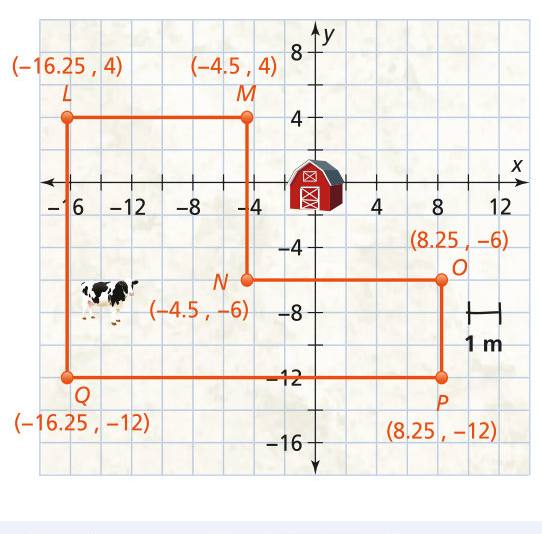 y
8
(-16.25 , 4)
(-4.5 , 4)
L
M
4
x
-16
-12
-8
-4
4
8
12
-4
(8.25 , -6)
O
N
(-4.5 , -6)
-8
1 m
-12
Q
P
(-16.25 , -12)
(8.25 , -12)
-16